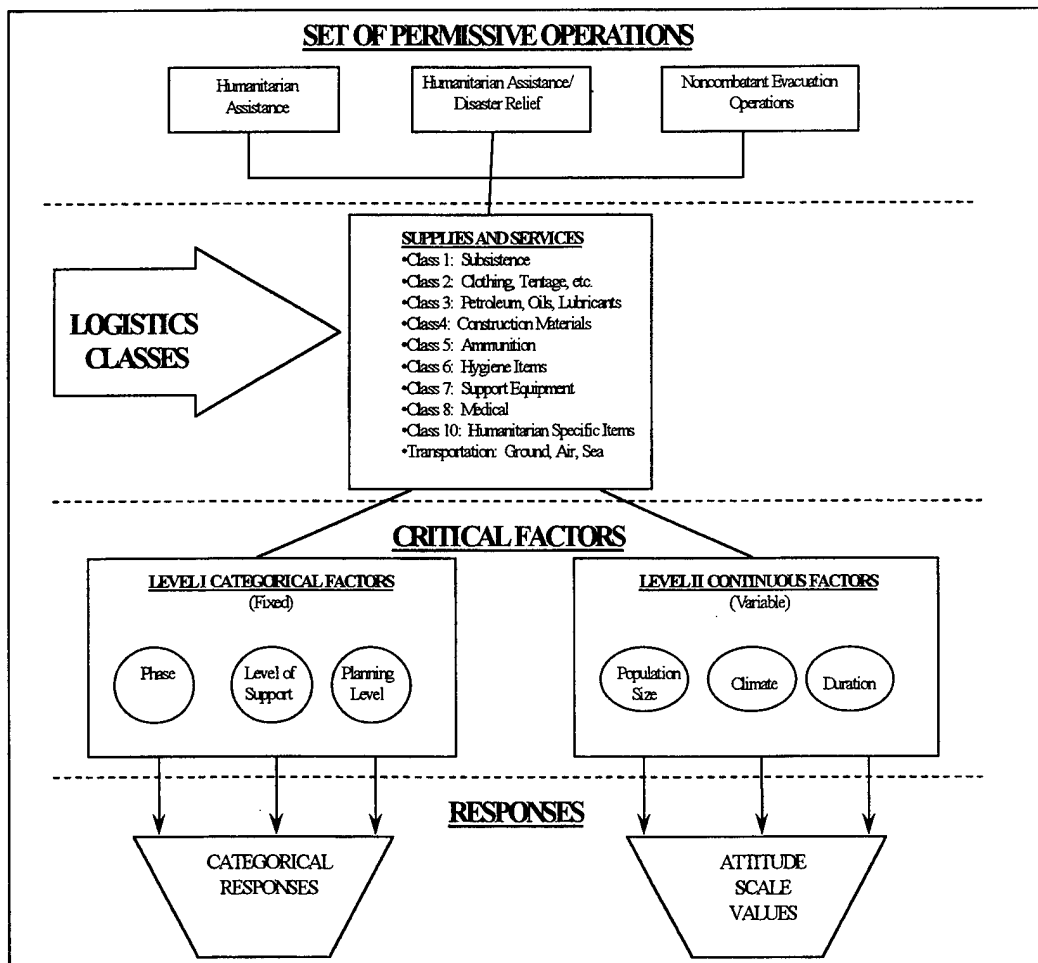 SET OF PERMISSIVE OPERATIONS
Humanitarian
Assistance
Humanitarian Assistance/
Disaster Relief
Noncombatant Evacuation
Operations
LOGISTICS
CLASSES
SUPPLIES AND SERVICES
•Class 1: Subsistence
•Class 2: Clothing, Tentage, etc.
•Class 3: Petroleum, Oils, Lubricants
•Class4: Construction Materials
•Class 5: Ammunition
•Class 6: Hygiene Items
•Class 7: Support Equipment
•Class 8: Medical
•Class 10: Humanitarian Specific Items
•Transportation: Ground, Air, Sea
CRITICAL FACTORS
LEVEL I CATEGORICAL FACTORS
(Fixed)
Phase
Level of
Support
Planning
Level
LEVEL II CONTINUOUS FACTORS
(Variable)
Population
Size
Climate
Duration
RESPONSES
CATEGORICAL
RESPONSES
ATTITUDE
SCALE
VALUES